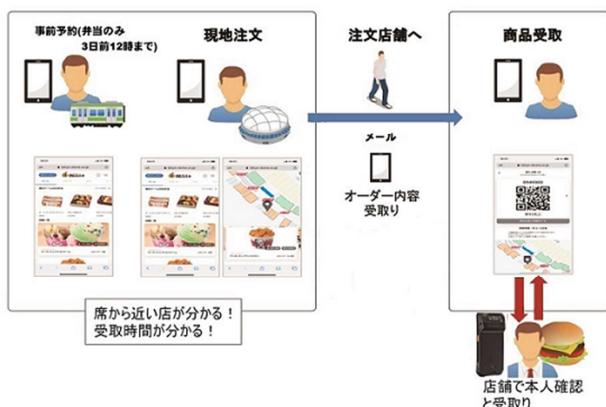 事前予約(弁当のみ
3日前12時まで)
現地注文
注文店舗へ
商品受取
メール
オーダー内容
受取り
席から近い店が分かる！
受取時間が分かる！
店舗で本人確認
と受取り